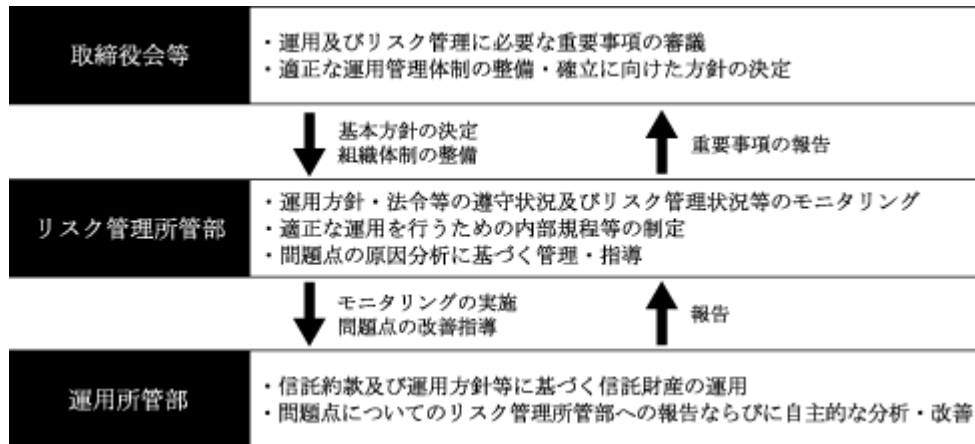 取締役会等
・運用及びリスク管理に必要な重要事項の審議
・適正な運用管理体制の整備・確立に向けた方針の決定
基本方針の決定
組織体制の整備
重要事項の報告
リスク管理所管部
・運用方針・法令等の遵守状況及びリスク管理状況等のモニタリング
・適正な運用を行うための内部規程等の制定
・問題点の原因分析に基づく管理・指導
モニタリングの実施
問題点の改善指導
報告
運用所管部
・信託約款及び運用方針等に基づく信託財産の運用
・問題点についてのリスク管理所管部への報告ならびに自主的な分析・改善